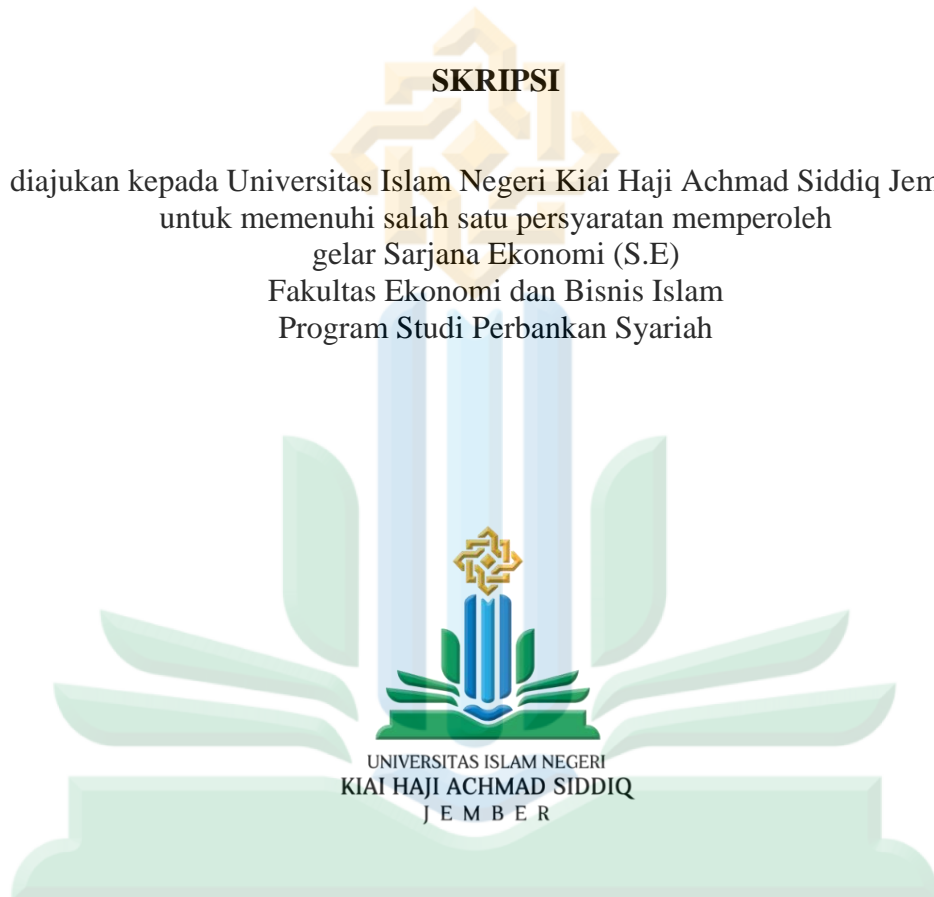 SKRIPSI
diajukan kepada Universitas Islam Negeri Kiai Haji Achmad Siddiq Jem
untuk memenuhi salah satu persyaratan memperoleh
gelar Sarjana Ekonomi (S.E)
Fakultas Ekonomi dan Bisnis Islam
Program Studi Perbankan Syariah
UNIVERSITAS ISLAM NEGERI
KIAI HAJI ACHMAD SIDDIQ
JEMBER